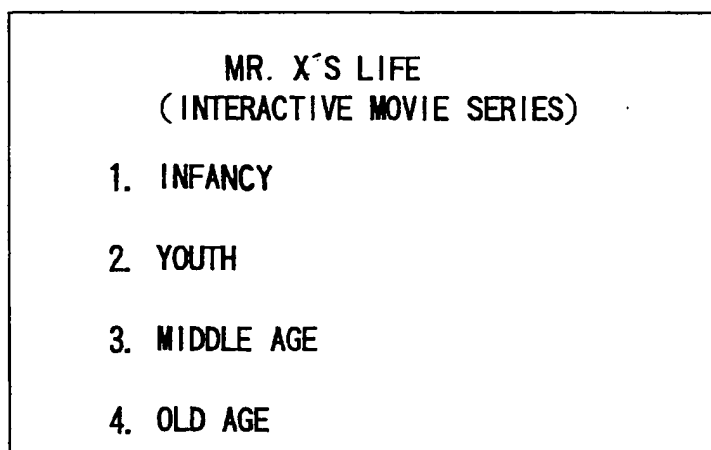 MR. X´S LIFE
(INTERACTIVE MOVIE SERIES)
1. INFANCY
2. YOUTH
3. MIDDLE AGE
4. OLD AGE